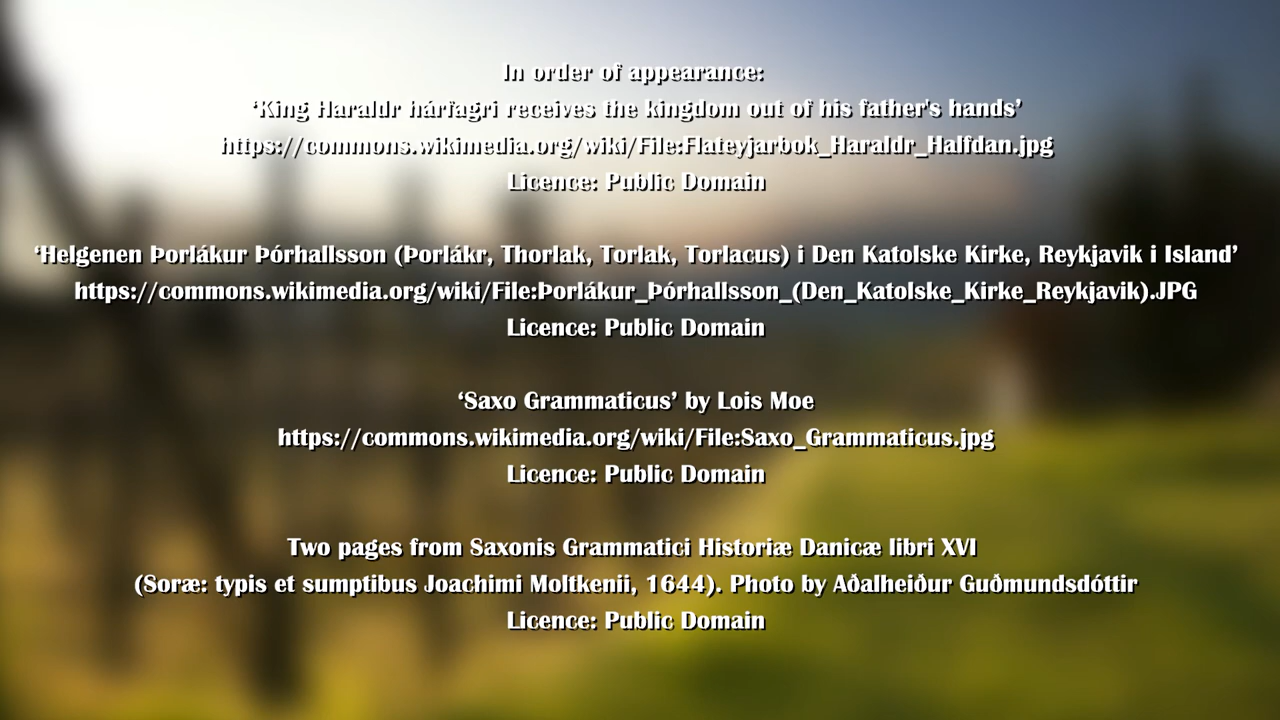 In order of appearance:
‘King Haraldr hárfagri receives the kingdom out of his father's hands’
https://commons.wikimedia.org/wiki/File:Flateyjarbok_Haraldr_Halfdan.jpg
Licence: Public Domain
‘Helgenen Þorlákur Þórhallsson (Þorlákr, Thorlak, Torlak, Torlacus) i Den Katolske Kirke, Reykjavik i Island’
https://commons.wikimedia.org/wiki/File:Þorlákur_Þórhallsson_(Den_Katolske_Kirke_Reykjavik).JPG
Licence: Public Domain
‘Saxo Grammaticus’ by Lois Moe
https://commons.wikimedia.org/wiki/File:Saxo_Grammaticus.jpg
Licence: Public Domain
Two pages from Saxonis Grammatici Historiæ Danicæ libri XVI
(Soræ: typis et sumptibus Joachimi Moltkenii, 1644). Photo by Aðalheiður Guðmundsdóttir
Licence: Public Domain